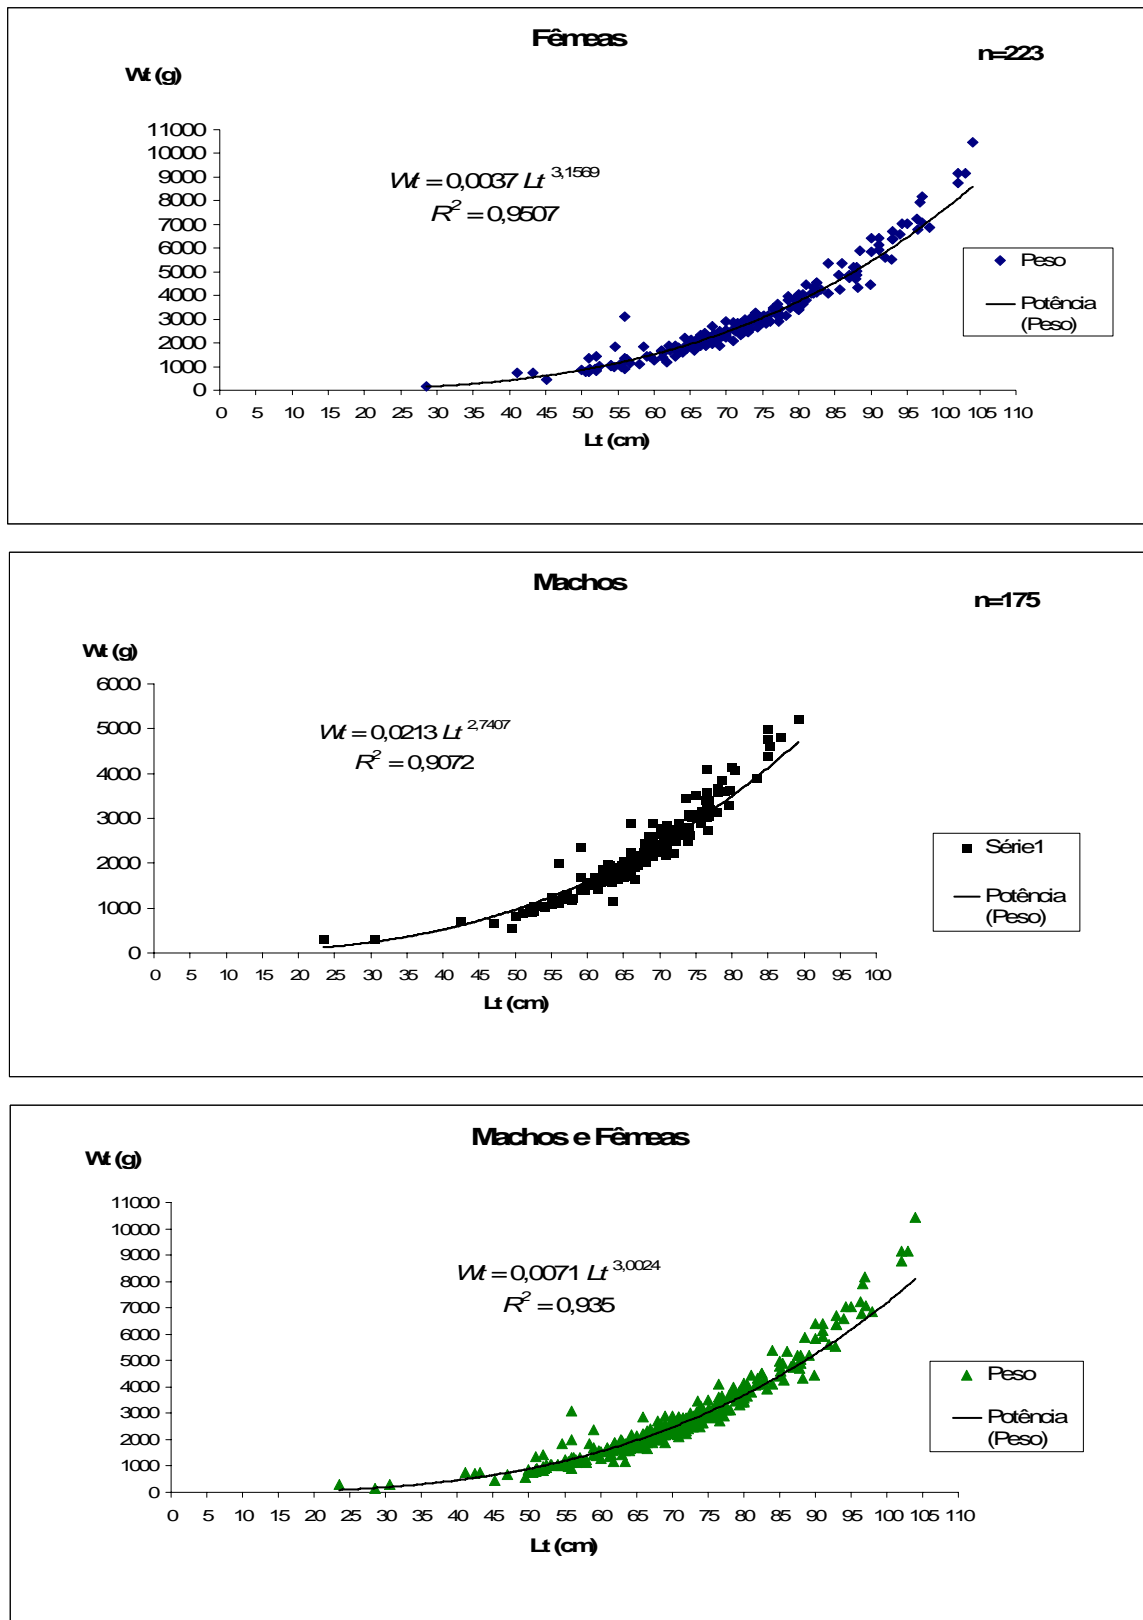 Fêmeas
n=223
Wt (g)
11000
10000
9000
8000
7000
6000
5000
4000
3000
2000
1000
0
Wt = 0,0037 Lt 3,1569
R2 = 0,9507
Peso
Potência
(Peso)
0 5 10 15 20 25 30 35 40 45 50 55 60 65 70 75 80 85 90 95 100 105 110
Lt (cm)
Machos
n=175
Wt (g)
6000
5000
4000
3000
2000
1000
0
Wt = 0,0213 Lt 2,7407
R2 = 0,9072
Série1
Potência
(Peso)
0 5 10 15 20 25 30 35 40 45 50 55 60 65 70 75 80 85 90 95 100
Lt (cm)
Machos e Fêmeas
Wt (g)
11000
10000
9000
8000
7000
6000
5000
4000
3000
2000
1000
0
Wt = 0,0071 Lt 3,0024
R2 = 0,935
Peso
Potência
(Peso)
0 5 10 15 20 25 30 35 40 45 50 55 60 65 70 75 80 85 90 95 100 105 110
Lt (cm)